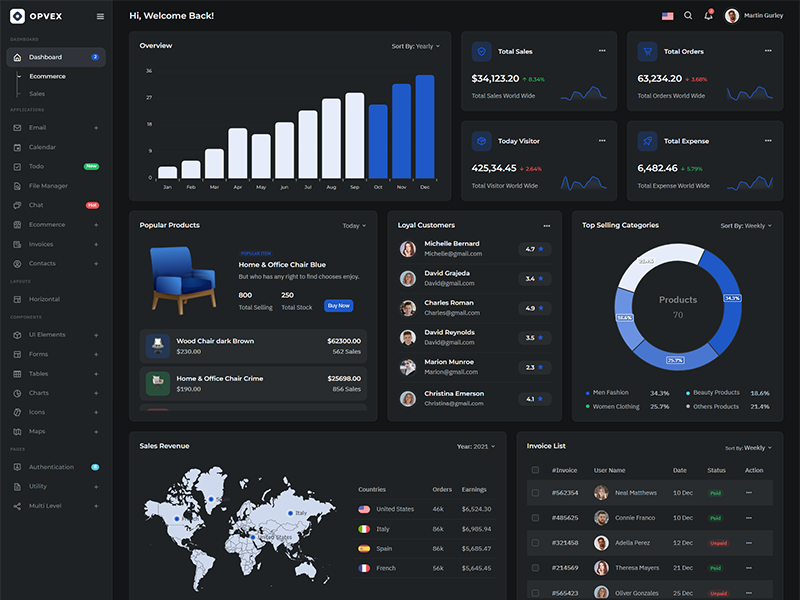 OPVEX
Hi, Welcome Back!
Martin Gurley
DASHBOARD
Dashboard
2
Ecommerce
Sales
APPLICATIONS
Email
Calendar
Todo
New
File Manager
Chat
Hot
Ecommerce
Invoices
Contacts
LAYOUTS
Horizontal
COMPONENTS
UI Elements
Forms
Tables
Charts
Icons
Maps
PAGES
Authentication
Utility
Multi Level
Overview
Sort By: Yearly
36
27
18
9
0
Jan Feb Mar Apr May Jun Jul Aug Sep Oct Nov Dec
Total Sales
$34,123.20 8.34%
Total Sales World Wide
Total Orders
63,234.20 3.68%
Total Orders World Wide
Today Visitor
425,34.45 2.64%
Total Visitor World Wide
Total Expense
6,482.46 5.79%
Total Expense World Wide
Popular Products
Today
POPULAR ITEM
Home & Office Chair Blue
But who has any right to find chooses enjoy.
800 250
Total Selling Total Stock
Buy Now
Wood Chair dark Brown $62300.00
$230.00 562 Sales
Home & Office Chair Crime $25698.00
$190.00 856 Sales
Loyal Customers
Michelle Bernard
Michelle@gmail.com
4.7
David Grajeda
David@gmail.com
3.4
Charles Roman
Charles@gmail.com
4.9
David Reynolds
David@gmail.com
3.5
Marion Munroe
Marion@gmail.com
2.3
Christina Emerson
Christina@gmail.com
4.1
Top Selling Categories
Sort By: Weekly
21.4%
34.3%
Products
70
18.6%
25.7%
Men Fashion 34.3%
Beauty Products 18.6%
Women Clothing 25.7%
Others Products 21.4%
Sales Revenue
Year: 2021
Italy
United States
Countries Orders Earnings
United States 46k $6,524.30
Italy 86k $6,985.94
Spain 86k $5,685.47
French 56k $5,645.45
Invoice List
Sort By: Weekly
#Invoice User Name Date Status Action
#562354 Neal Matthews 10 Dec Paid
#485625 Connie Franco 10 Dec Paid
#321458 Adella Perez 12 Dec Unpaid
#214569 Theresa Mayers 21 Dec Paid
#565423 Oliver Gonzales 25 Dec Unpaid